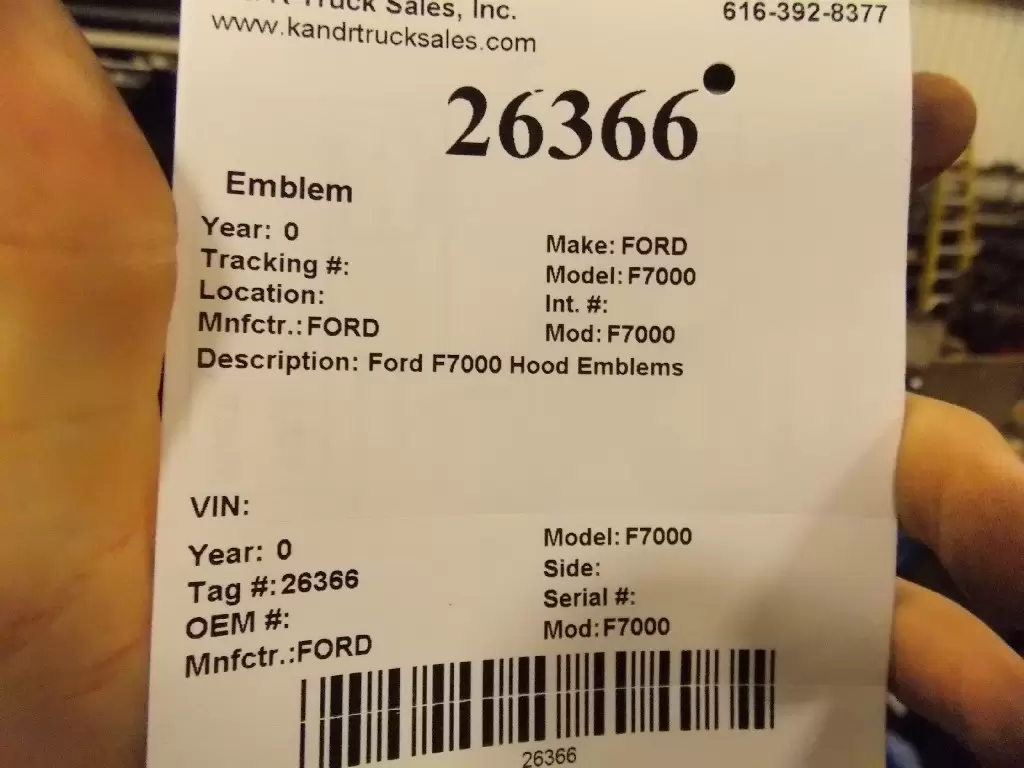 Truck Sales, Inc.
616-392-8377
www.kandrtrucksales.com
26366
Emblem
Year: 0
Make: FORD
Tracking #:
Model: F7000
Location:
Int. #:
Mnfctr.: FORD
Mod: F7000
Description: Ford F7000 Hood Emblems
VIN:
Year: 0
Model: F7000
Tag #: 26366
Side:
OEM #:
Serial #:
Mnfctr.: FORD
Mod: F7000
26366